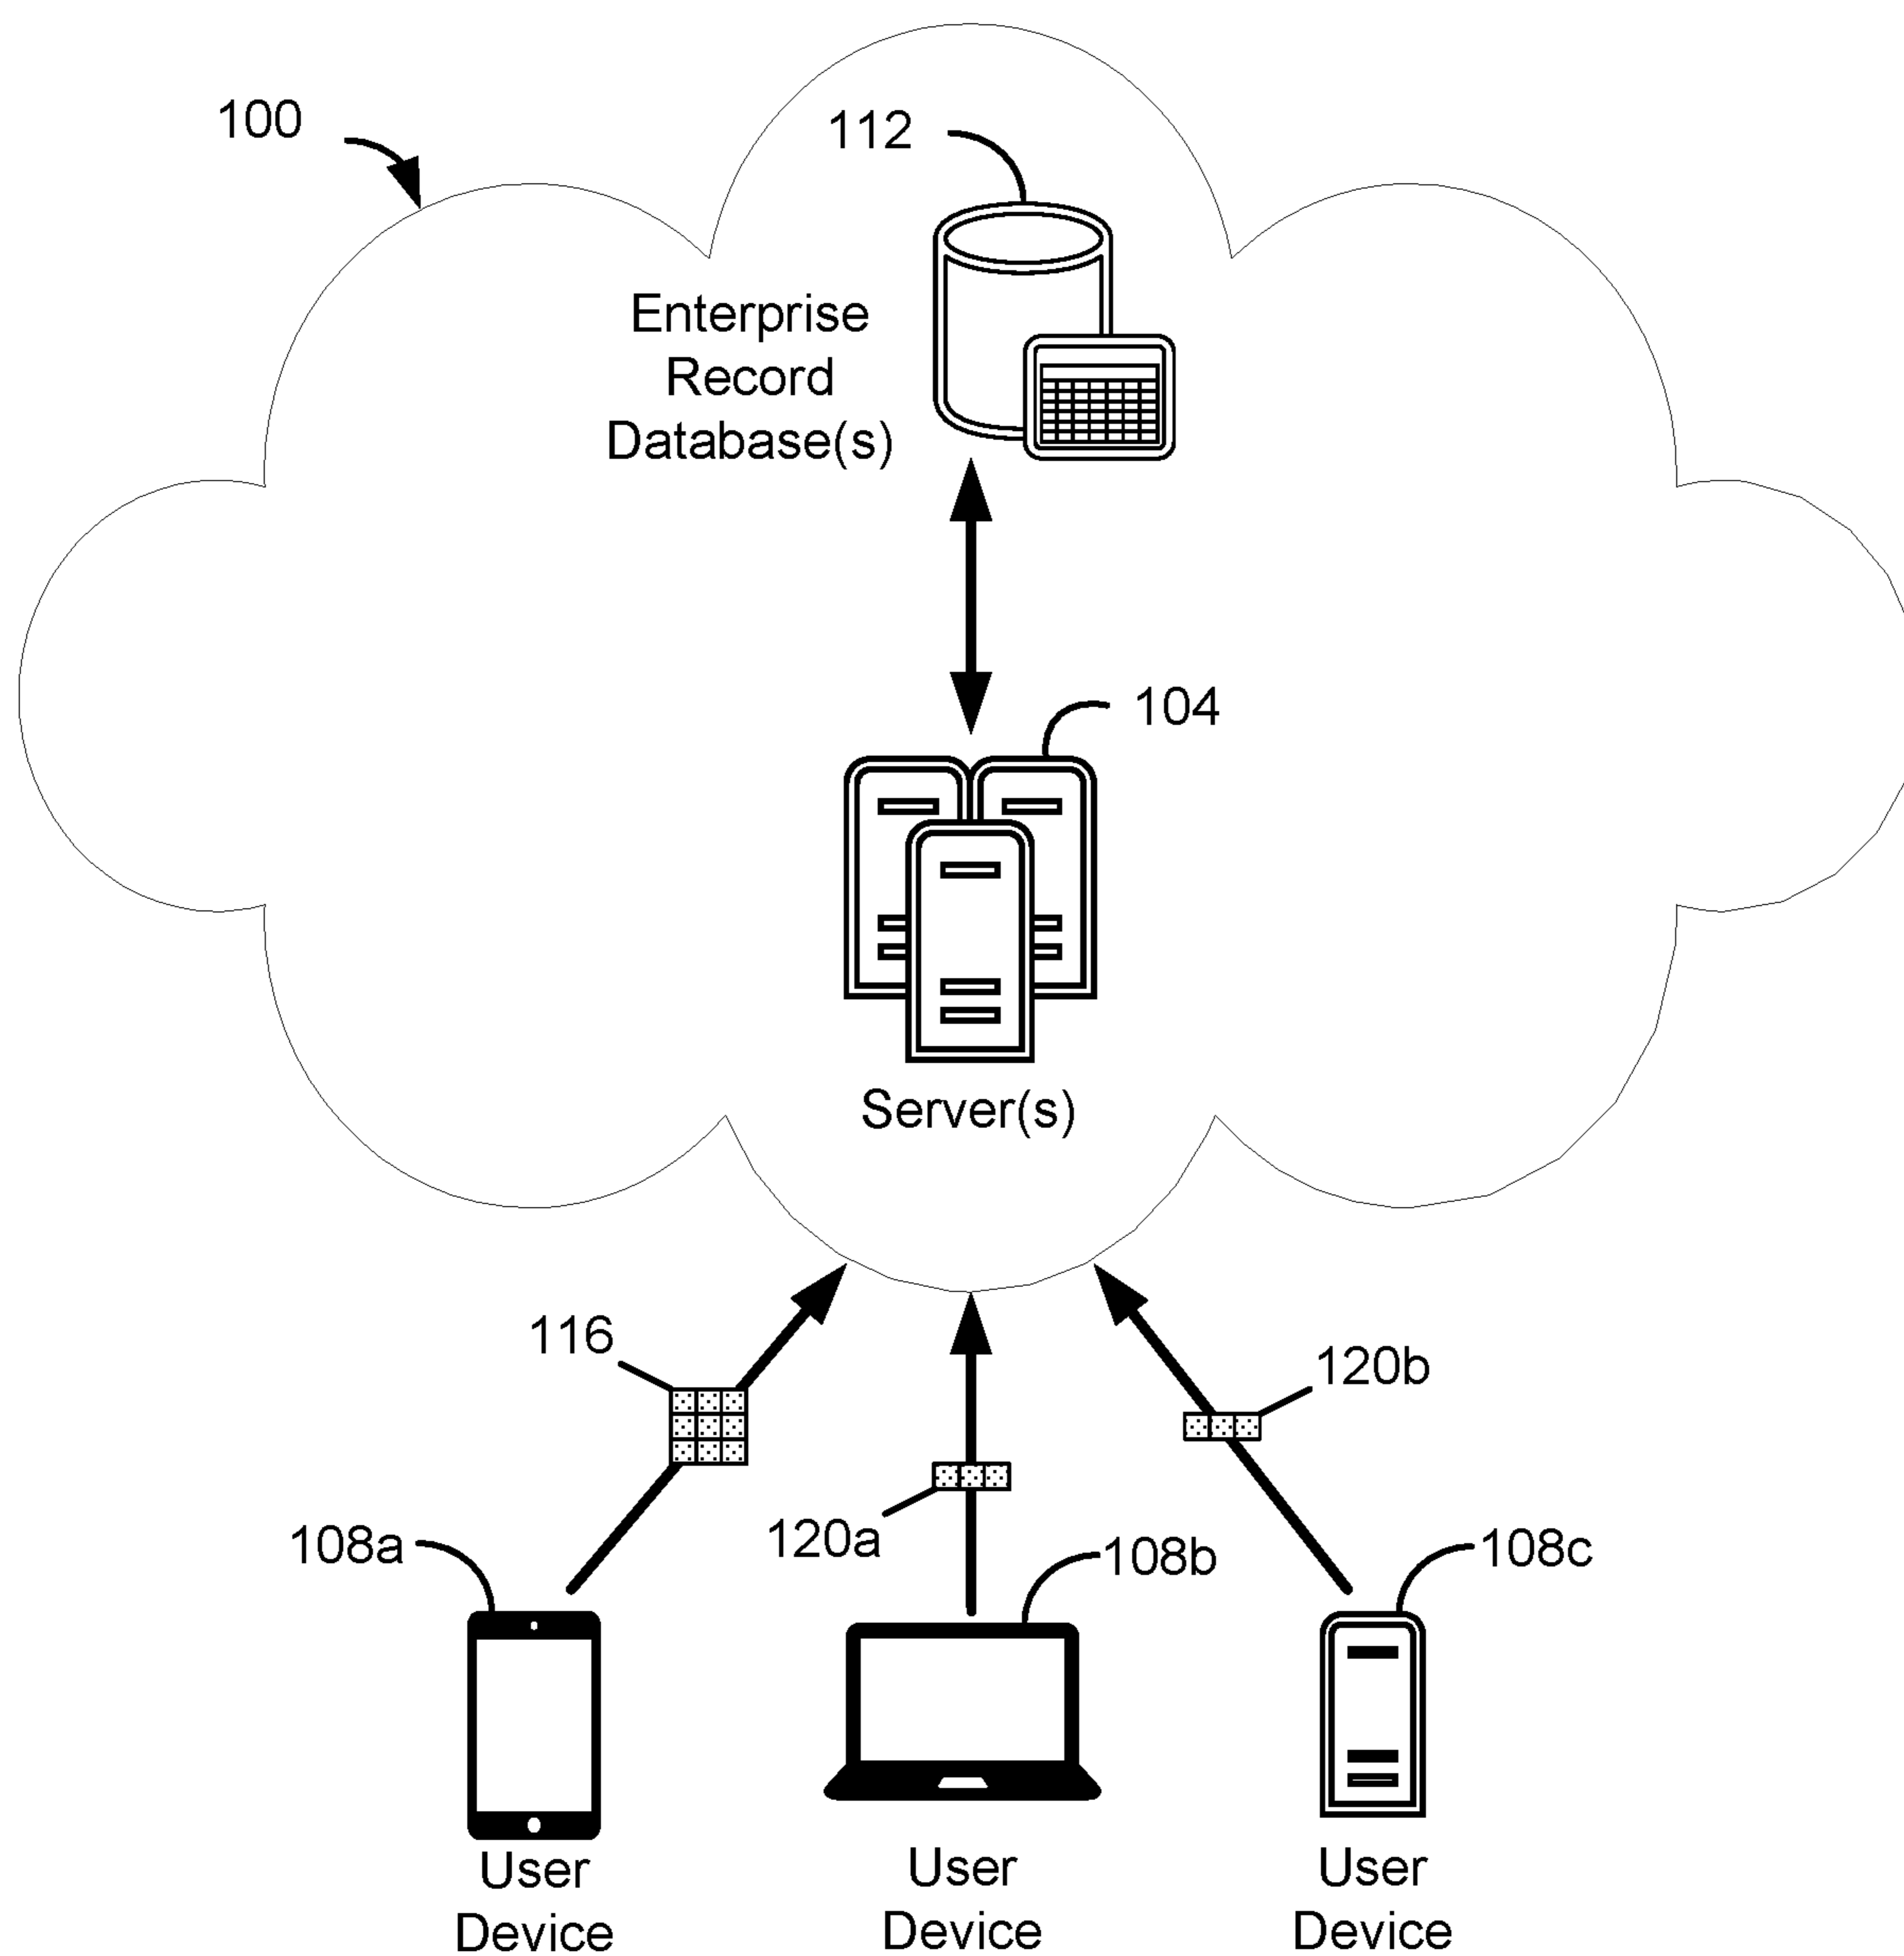 100
112
Enterprise
Record
Database(s)
104
Server(s)
116
120b
120a
108a
108b
108c
User
Device
User
Device
User
Device